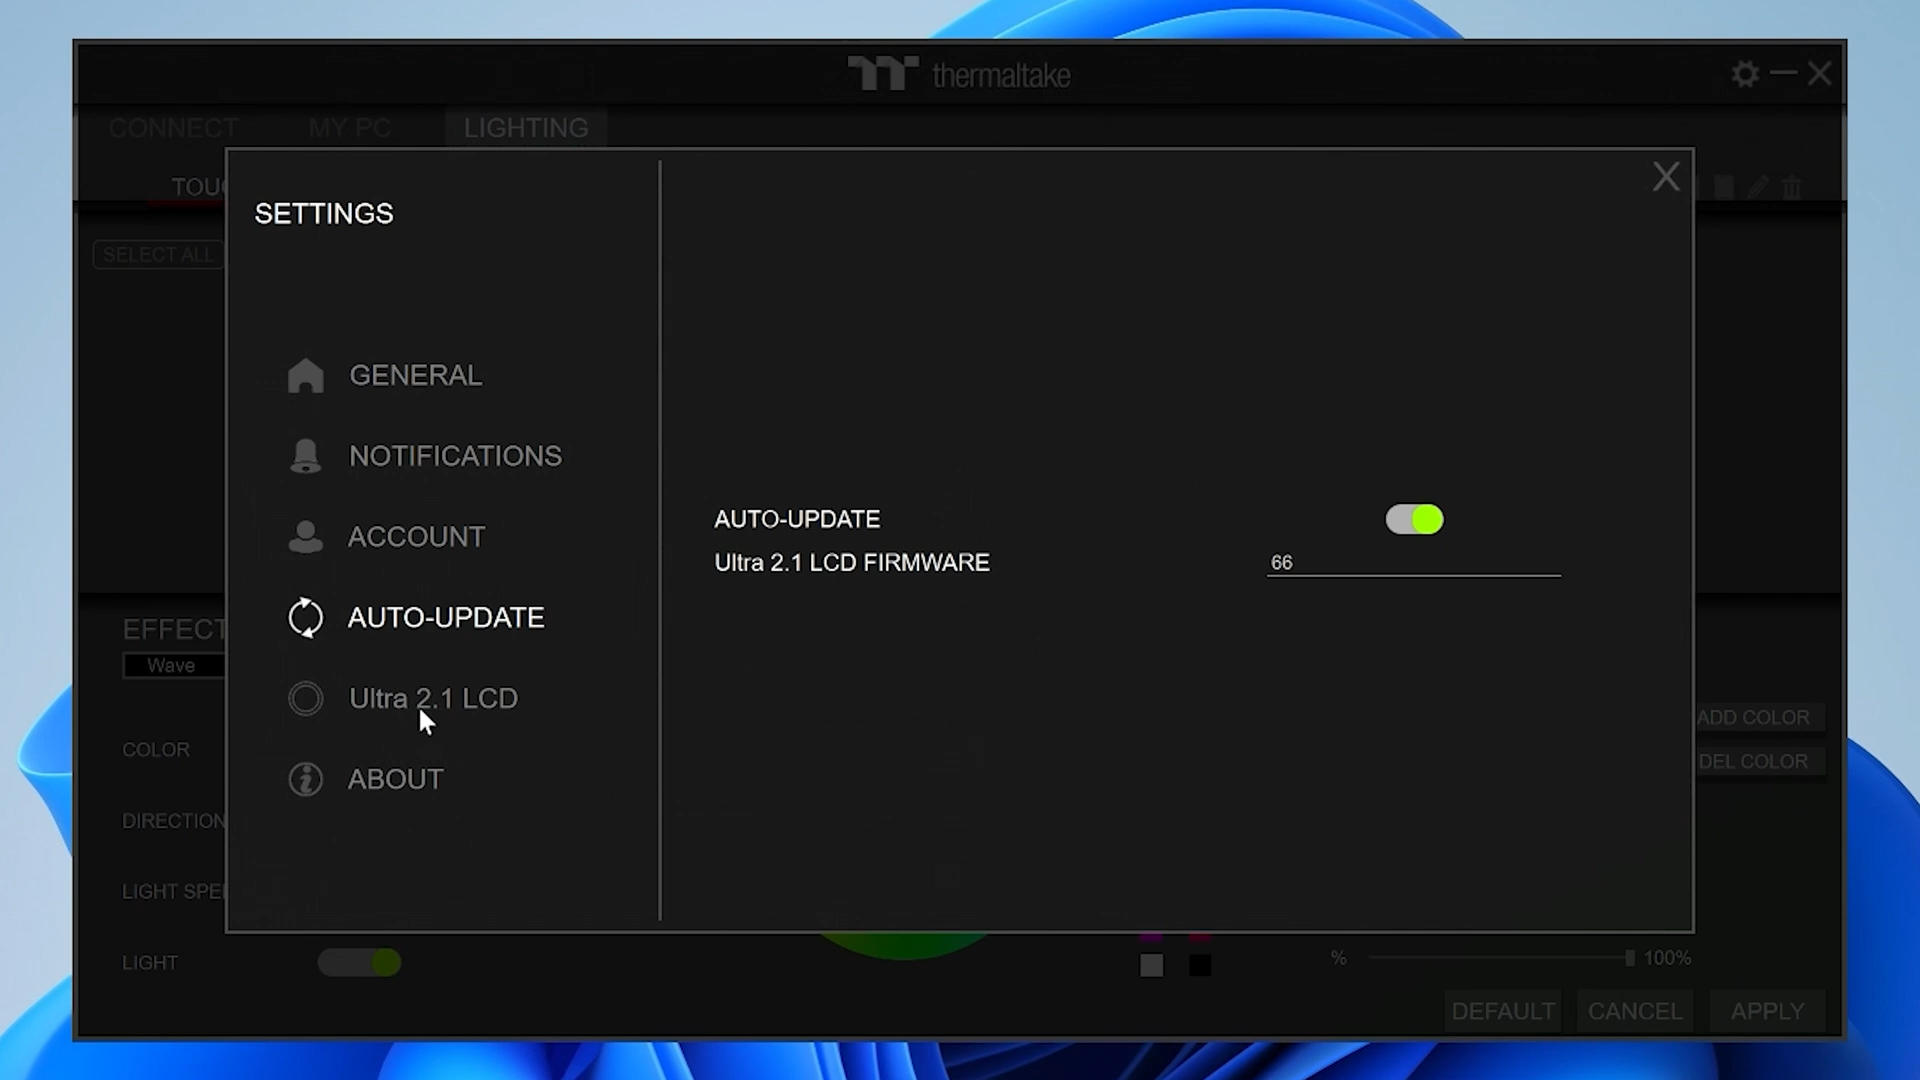 thermaltake
CONNECT MY PC LIGHTING
TOUC
SELECT ALL
SETTINGS
GENERAL
NOTIFICATIONS
ACCOUNT
AUTO-UPDATE
Ultra 2.1 LCD
ABOUT
AUTO-UPDATE
Ultra 2.1 LCD FIRMWARE 66
EFFECT
Wave
COLOR
DIRECTION
LIGHT SPE
LIGHT
ADD COLOR
DEL COLOR
% 100%
DEFAULT CANCEL APPLY